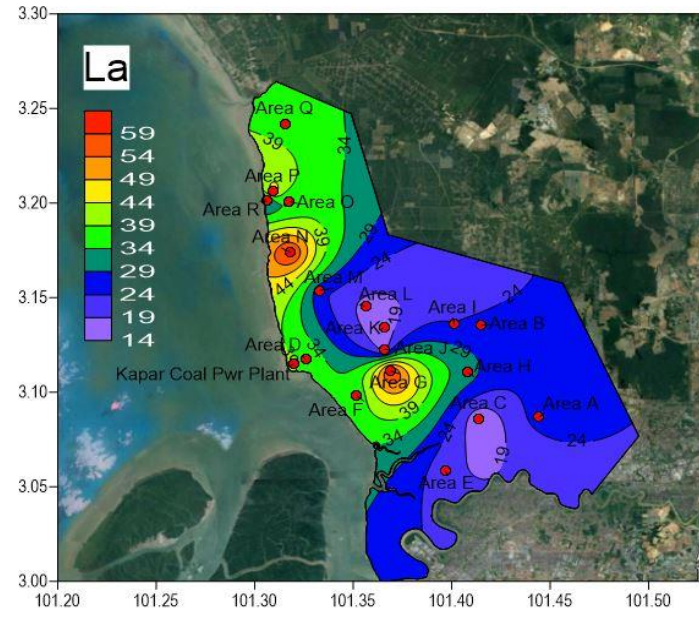 3.30
La
3.25
Area Q
39
34
59
54
49
44
39
34
29
24
19
14
3.20
Area P
Area R
Area O
29
Area N
39
24
44
Area M
24
3.15
Area L
19
Area I
Area K
Area B
Area D
34
Area J
29
Kapar Coal Pwr Plant
Area H
3.10
Area G
39
Area F
Area C
Area A
34
24
24
19
3.05
Area E
3.00
101.20
101.25
101.30
101.35
101.40
101.45
101.50